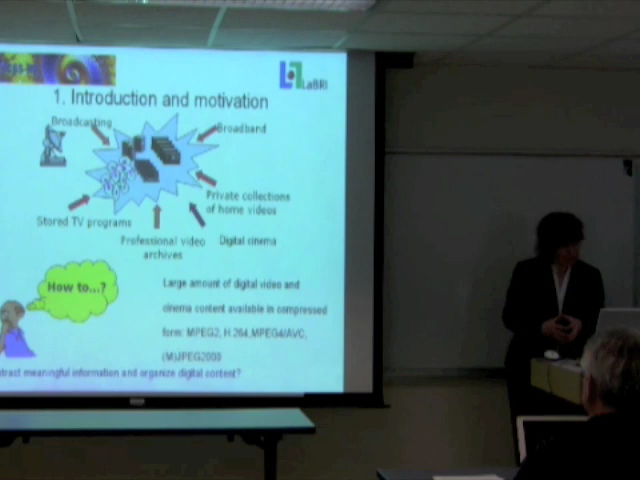 LaBRI
1. Introduction and motivation
Broadcasting
Broadband
Private collections
of home videos
Stored TV programs
Professional video
archives
Digital cinema
How to...?
Large amount of digital video and
cinema content available in compressed
form: MPEG2, H.264,MPEG4/AVC,
(M)JPEG2000
tract meaningful information and organize digital content?